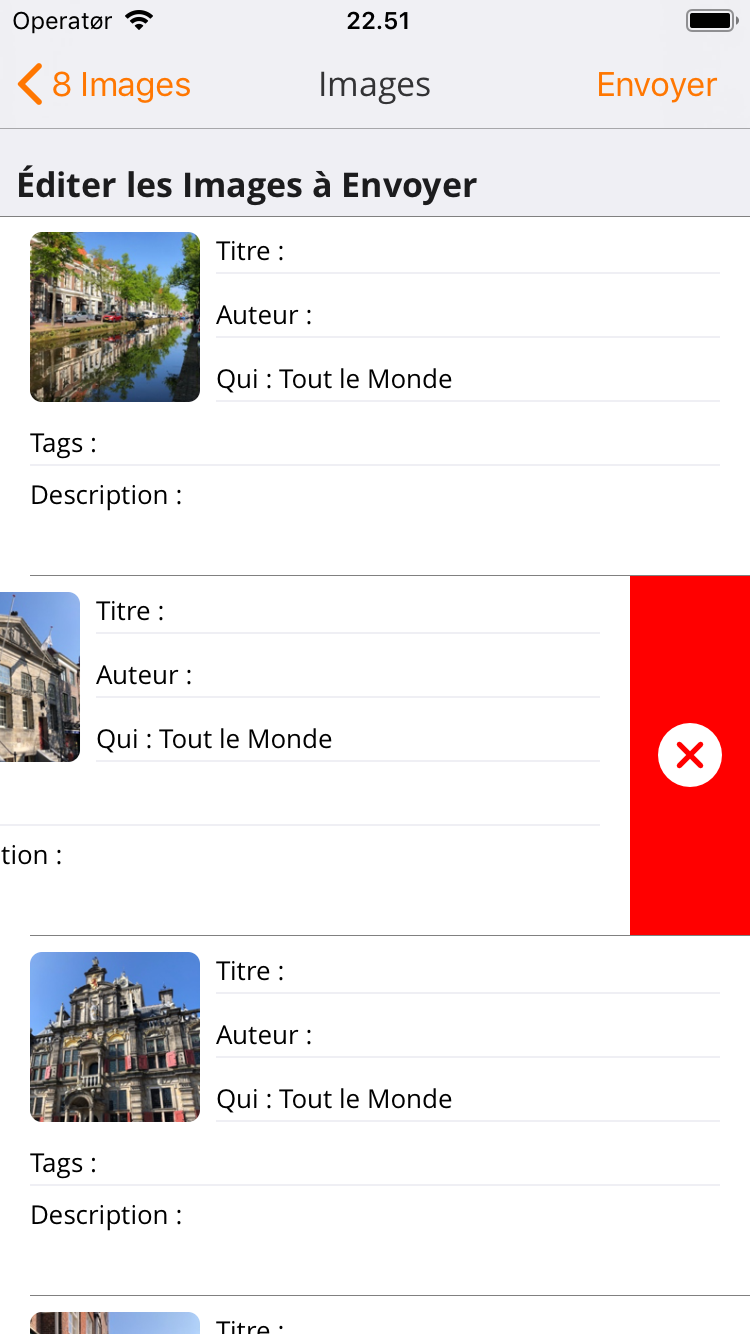 Operatør 22.51
8 Images Images Envoyer
Éditer les Images à Envoyer
Titre :
Auteur :
Qui : Tout le Monde
Tags :
Description :
Titre :
Auteur :
Qui : Tout le Monde
tion :
Titre :
Auteur :
Qui : Tout le Monde
Tags :
Description :
Titre :